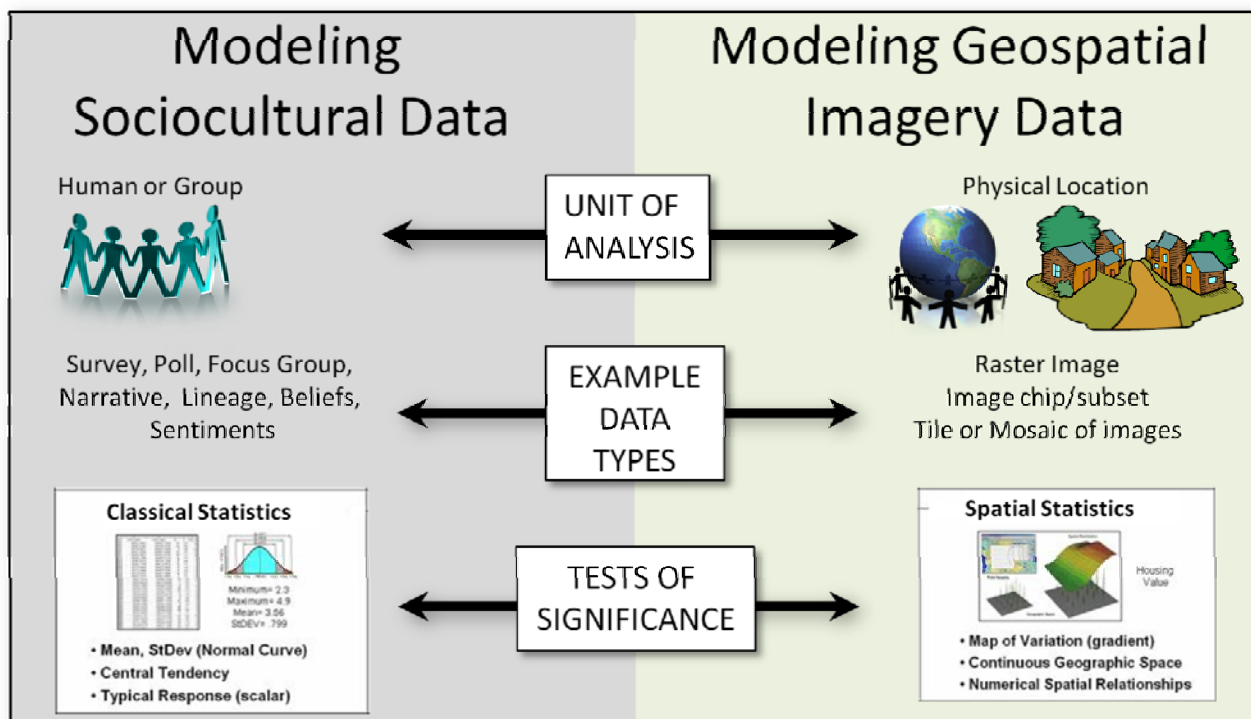 Modeling
Sociocultural Data
Modeling Geospatial
Imagery Data
Human or Group
UNIT OF
ANALYSIS
Physical Location
Survey, Poll, Focus Group,
Narrative, Lineage, Beliefs,
Sentiments
EXAMPLE
DATA
TYPES
Raster Image
Image chip/subset
Tile or Mosaic of images
Classical Statistics
Minimum= 2.3
Maximum= 4.9
Mean= 3.56
StDEV= .799
• Mean, StDev (Normal Curve)
• Central Tendency
• Typical Response (scalar)
TESTS OF
SIGNIFICANCE
Spatial Statistics
Housing
Value
• Map of Variation (gradient)
• Continuous Geographic Space
• Numerical Spatial Relationships